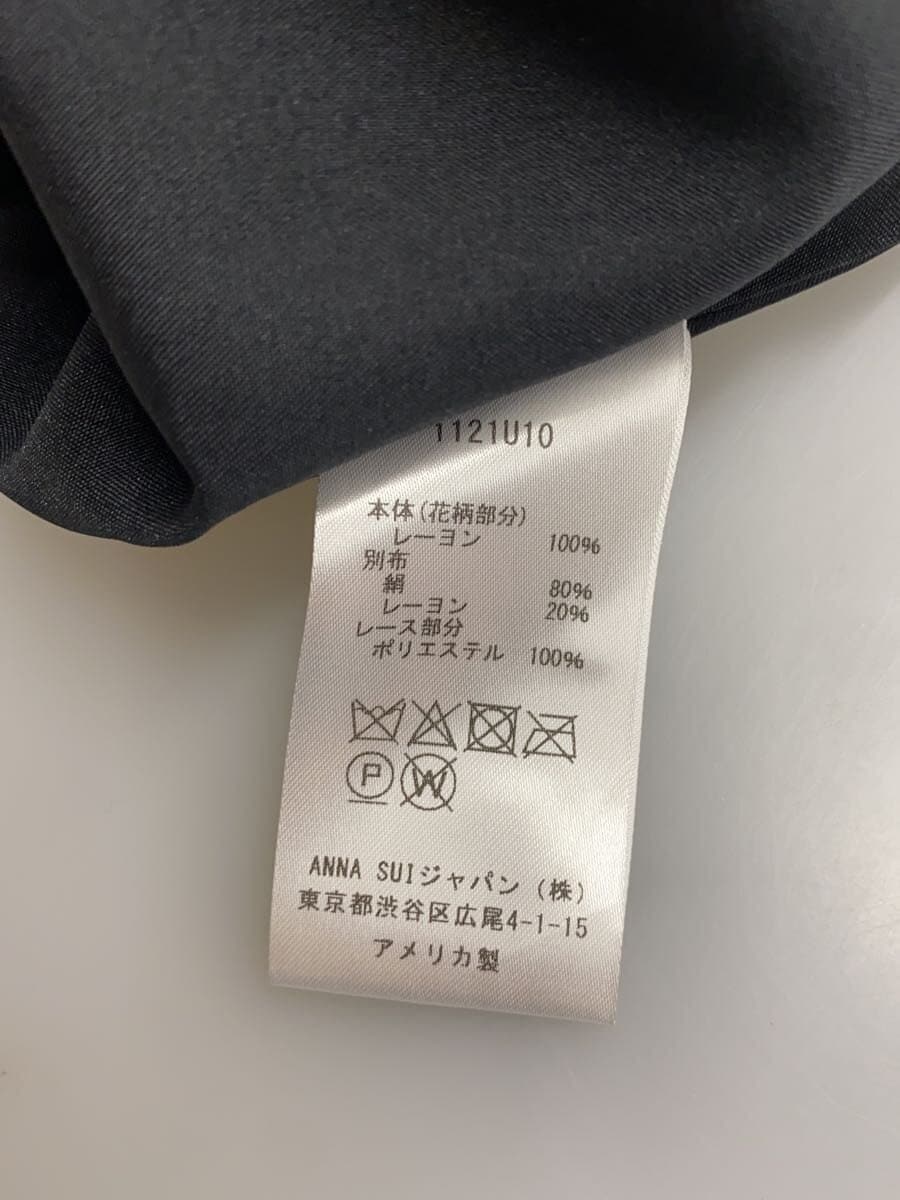 1121U10
本体(花柄部分)
レーヨン 100%
別布
絹 80%
レーヨン 20%
レース部分
ポリエステル 100%
P W
ANNA SUIジャパン(株)
東京都渋谷区広尾4-1-15
アメリカ製